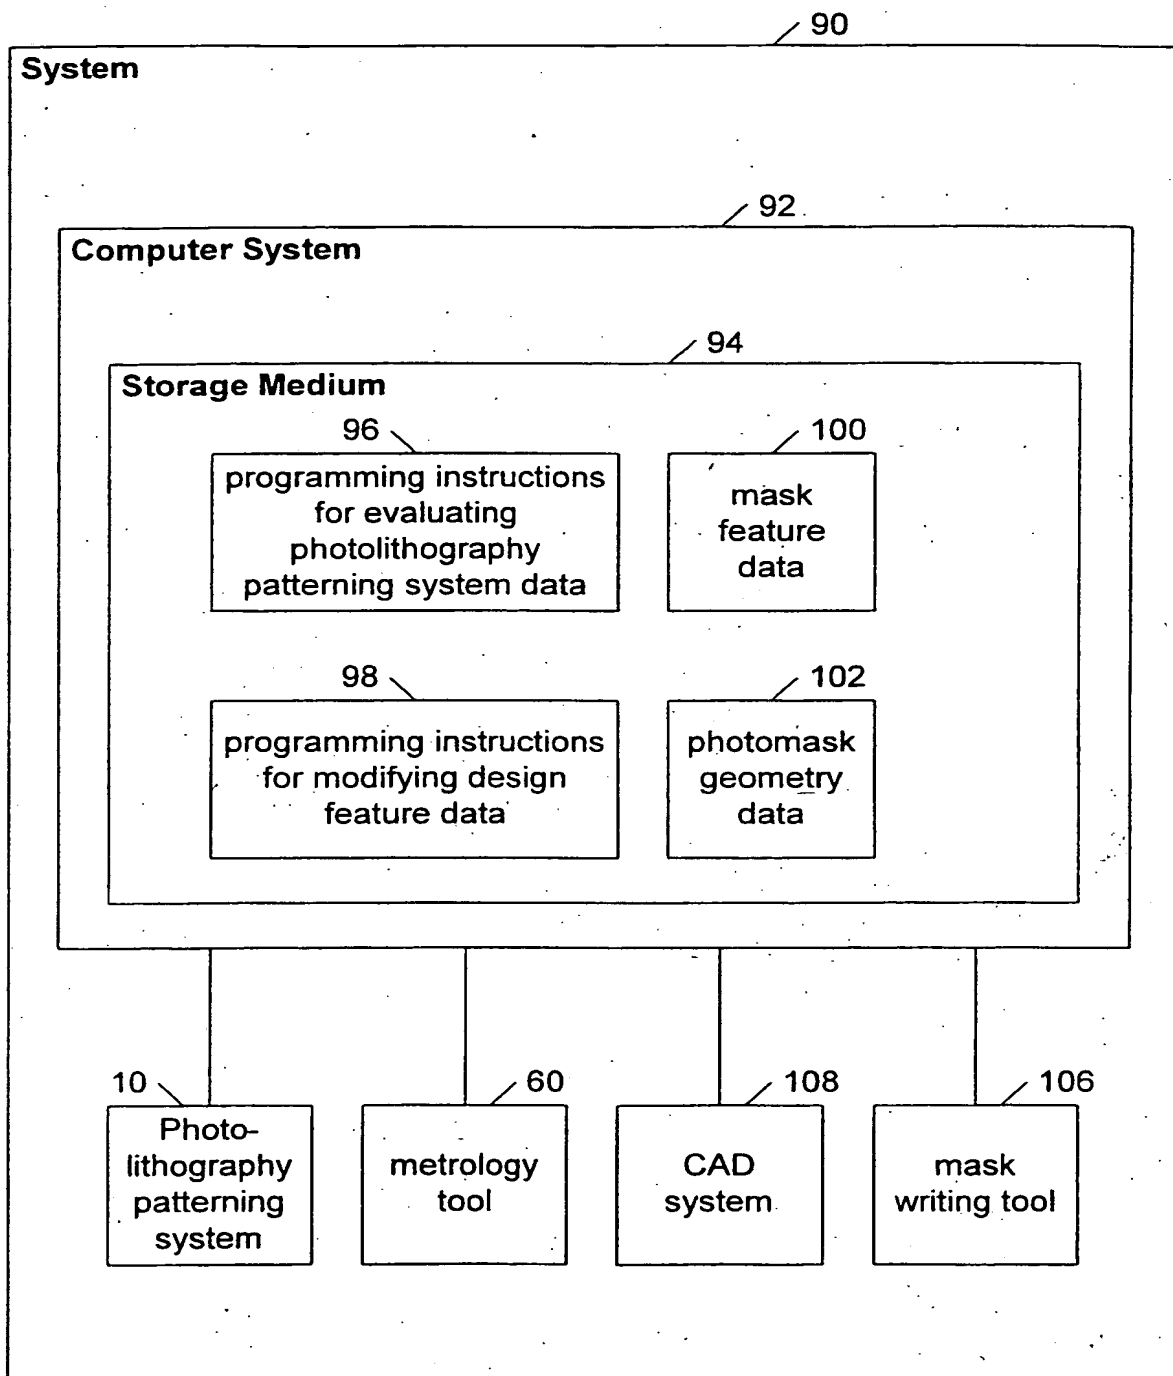 90
System
92
Computer System
94
Storage Medium
96
programming instructions
for evaluating
photolithography
patterning system data
100
mask
feature
data
98
programming instructions
for modifying design
feature data
102
photomask
geometry
data
10
Photo-
lithography
patterning
system
60
metrology
tool
108
CAD
system
106
mask
writing tool